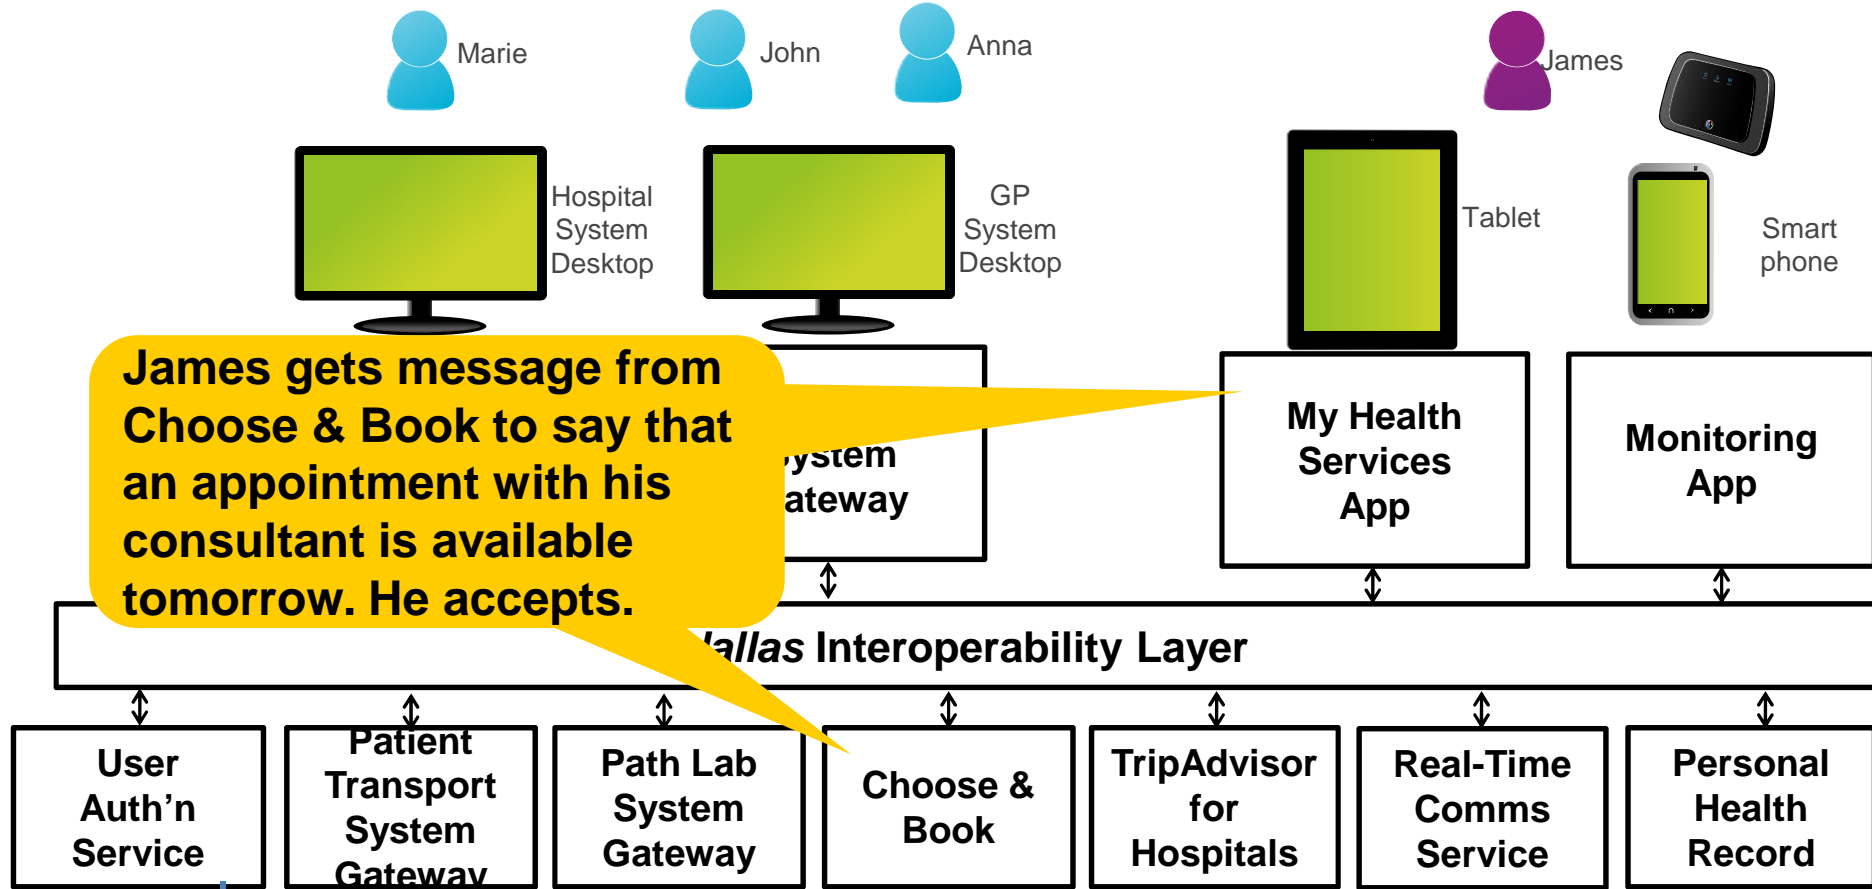 Marie
John
Anna
James
Hospital
System
Desktop
GP
System
Desktop
Tablet
Smart
phone
James gets message from
Choose & Book to say that
an appointment with his
consultant is available
tomorrow. He accepts.
System
Gateway
My Health
Services
App
Monitoring
App
dallas Interoperability Layer
User
Auth'n
Service
Patient
Transport
System
Gateway
Path Lab
System
Gateway
Choose &
Book
TripAdvisor
for
Hospitals
Real-Time
Comms
Service
Personal
Health
Record